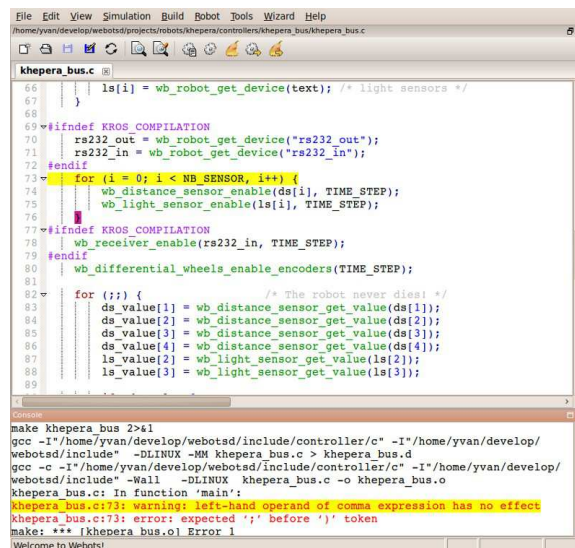 File Edit View Simulation Build Robot Tools Wizard Help
/home/yvan/develop/webotsd/projects/robots/khepera/controllers/khepera_bus/khepera_bus.c
khepera_bus.c
66 ls[i] = wb_robot_get_device(text); /* light sensors */
67 }
68
69 #ifndef KROS_COMPILATION
70 rs232_out = wb_robot_get_device("rs232_out");
71 rs232_in = wb_robot_get_device("rs232_in");
72 #endif
73 for (i = 0; i < NB_SENSOR, i++) {
74 wb_distance_sensor_enable(ds[i], TIME_STEP);
75 wb_light_sensor_enable(ls[i], TIME_STEP);
76 }
77 #ifndef KROS_COMPILATION
78 wb_receiver_enable(rs232_in, TIME_STEP);
79 #endif
80 wb_differential_wheels_enable_encoders(TIME_STEP);
81
82 for (;;) { /* The robot never dies! */
83 ds_value[1] = wb_distance_sensor_get_value(ds[1]);
84 ds_value[2] = wb_distance_sensor_get_value(ds[2]);
85 ds_value[3] = wb_distance_sensor_get_value(ds[3]);
86 ds_value[4] = wb_distance_sensor_get_value(ds[4]);
87 ls_value[2] = wb_light_sensor_get_value(ls[2]);
88 ls_value[3] = wb_light_sensor_get_value(ls[3]);
89
Console
make khepera_bus 2>&1
gcc -I"/home/yvan/develop/webotsd/include/controller/c" -I"/home/yvan/develop/
webotsd/include" -DLINUX -MM khepera_bus.c > khepera_bus.d
gcc -c -I"/home/yvan/develop/webotsd/include/controller/c" -I"/home/yvan/develop/
webotsd/include" -Wall -DLINUX khepera_bus.c -o khepera_bus.o
khepera_bus.c: In function 'main':
khepera_bus.c:73: warning: left-hand operand of comma expression has no effect
khepera_bus.c:73: error: expected ';' before ')' token
make: *** [khepera_bus.o] Error 1
Welcome to Webots!